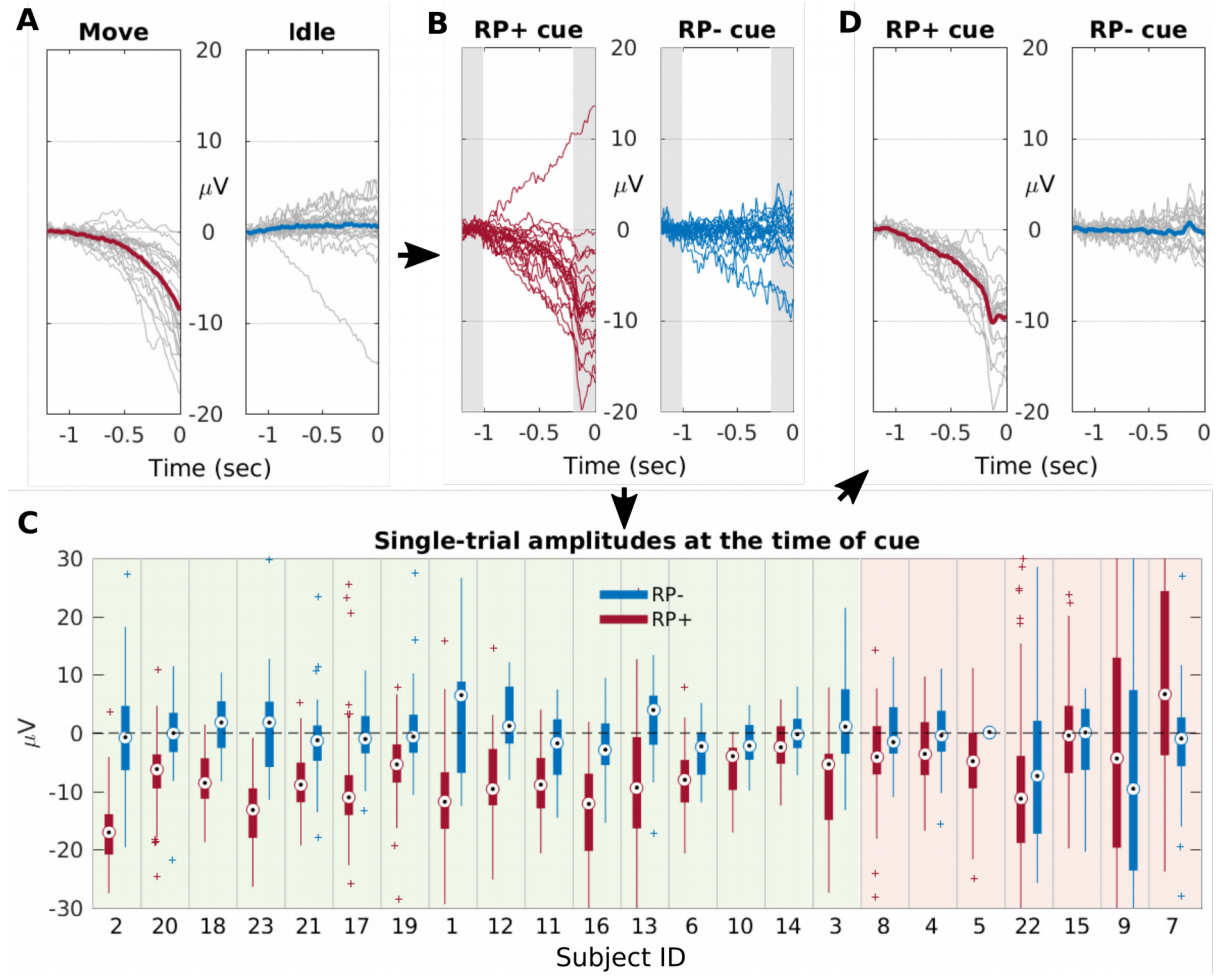 A
Move
Idle
20
10
μV
0
-10
-20
-1
-0.5
0
-1
-0.5
0
Time (sec)
B
RP+ cue
RP- cue
20
10
μV
0
-10
-20
-1
-0.5
0
-1
-0.5
0
Time (sec)
D
RP+ cue
RP- cue
20
10
μV
0
-10
-20
-1
-0.5
0
-1
-0.5
0
Time (sec)
C
Single-trial amplitudes at the time of cue
RP-
RP+
μV
30
20
10
0
-10
-20
-30
2 20 18 23 21 17 19 1 12 11 16 13 6 10 14 3 8 4 5 22 15 9 7
Subject ID